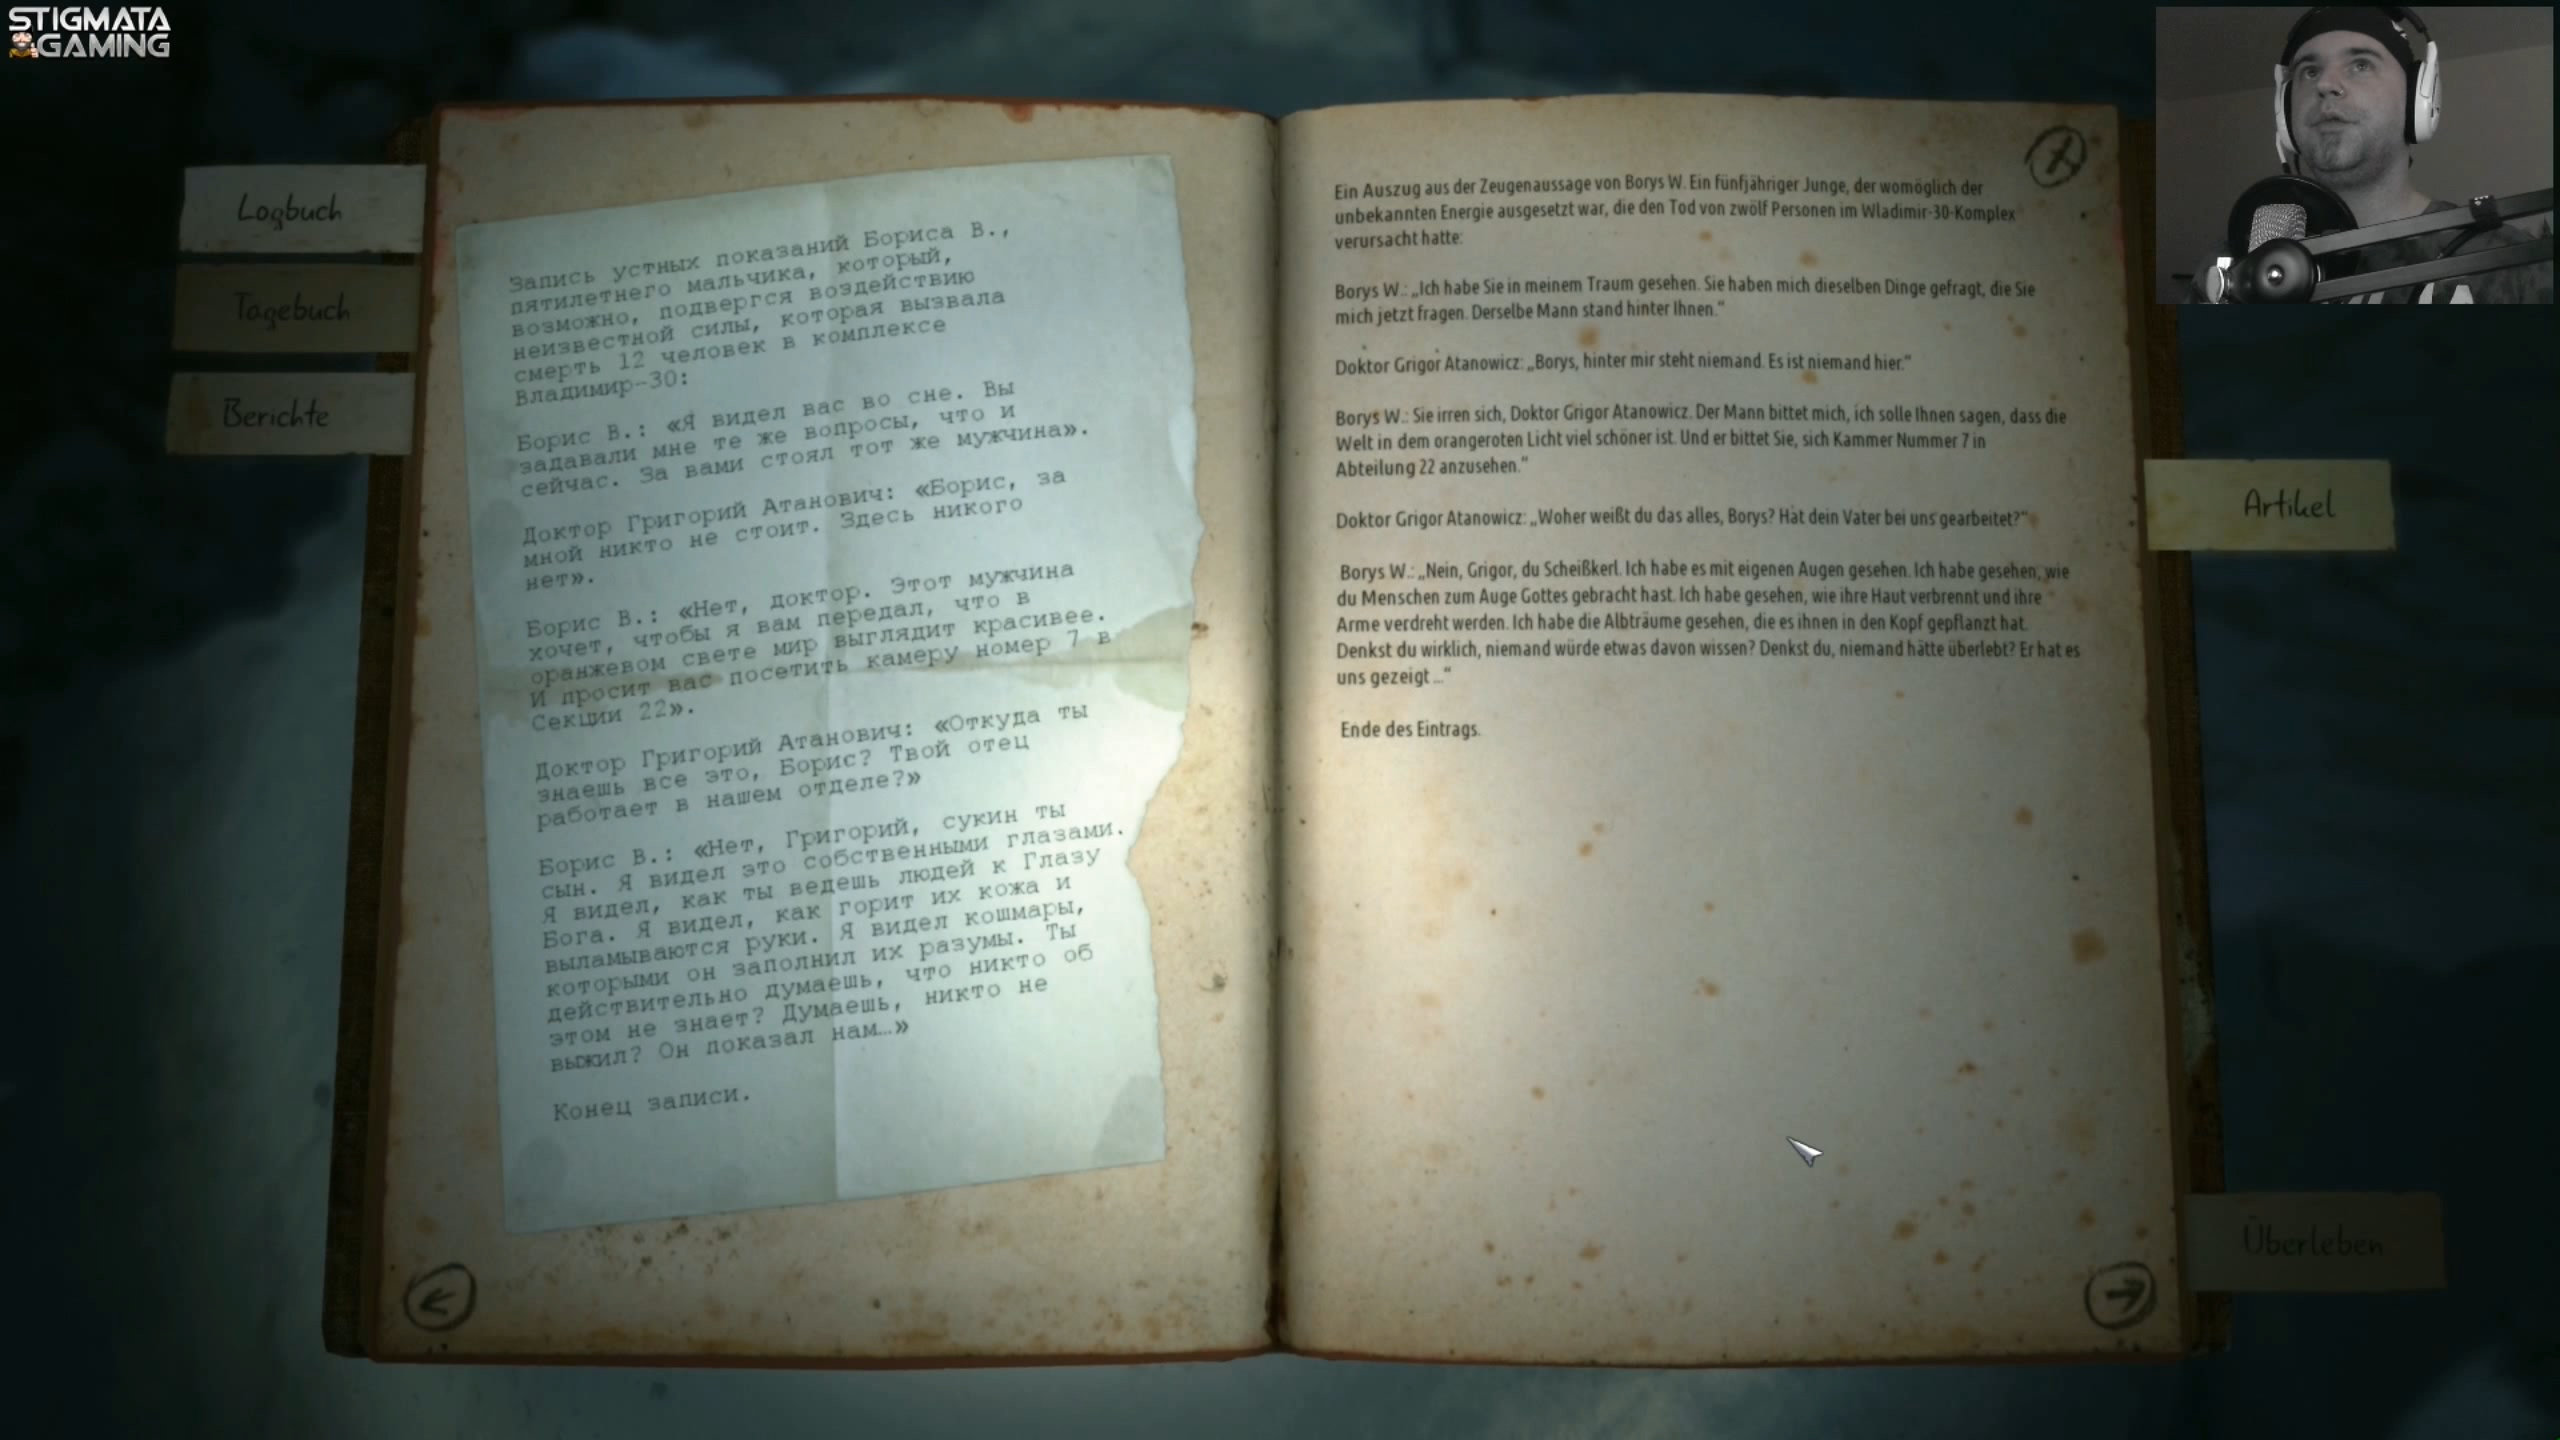 STIGMATA
GAMING
Logbuch
Tagebuch
Berichte
Запись устных показаний Бориса В.,
пятилетнего мальчика, который,
возможно, подвергся воздействию
неизвестной силы, которая вызвала
смерть 12 человек в комплексе
Владимир-30:
Борис В.: «Я видел вас во сне. Вы
задавали мне те же вопросы, что и
сейчас. За вами стоял тот же мужчина».
Доктор Григорий Атанович: «Борис, за
мной никто не стоит. Здесь никого
нет».
Борис В.: «Нет, доктор. Этот мужчина
хочет, чтобы я вам передал, что в
оранжевом свете мир выглядит красивее.
И просит вас посетить камеру номер 7 в
Секции 22».
Доктор Григорий Атанович: «Откуда ты
знаешь все это, Борис? Твой отец
работает в нашем отделе?»
Борис В.: «Нет, Григорий, сукин ты
сын. Я видел это собственными глазами.
Я видел, как ты ведешь людей к Глазу
Бога. Я видел, как горит их кожа и
выламываются руки. Я видел кошмары,
которыми он заполнил их разумы. Ты
действительно думаешь, что никто об
этом не знает? Думаешь, никто не
выжил? Он показал нам…»
Конец записи.
Ein Auszug aus der Zeugenaussage von Borys W. Ein fünfjähriger Junge, der womöglich der
unbekannten Energie ausgesetzt war, die den Tod von zwölf Personen im Wladimir-30-Komplex
verursacht hatte:
Borys W.: „Ich habe Sie in meinem Traum gesehen. Sie haben mich dieselben Dinge gefragt, die Sie
mich jetzt fragen. Derselbe Mann stand hinter Ihnen.“
Doktor Grigor Atanowicz: „Borys, hinter mir steht niemand. Es ist niemand hier.“
Borys W.: Sie irren sich, Doktor Grigor Atanowicz. Der Mann bittet mich, ich solle Ihnen sagen, dass die
Welt in dem orangeroten Licht viel schöner ist. Und er bittet Sie, sich Kammer Nummer 7 in
Abteilung 22 anzusehen.“
Doktor Grigor Atanowicz: „Woher weißt du das alles, Borys? Hat dein Vater bei uns gearbeitet?“
Borys W.: „Nein, Grigor, du Scheißkerl. Ich habe es mit eigenen Augen gesehen. Ich habe gesehen, wie
du Menschen zum Auge Gottes gebracht hast. Ich habe gesehen, wie ihre Haut verbrennt und ihre
Arme verdreht werden. Ich habe die Albträume gesehen, die es ihnen in den Kopf gepflanzt hat.
Denkst du wirklich, niemand würde etwas davon wissen? Denkst du, niemand hätte überlebt? Er hat es
uns gezeigt ...“
Ende des Eintrags.
Artikel
Überleben